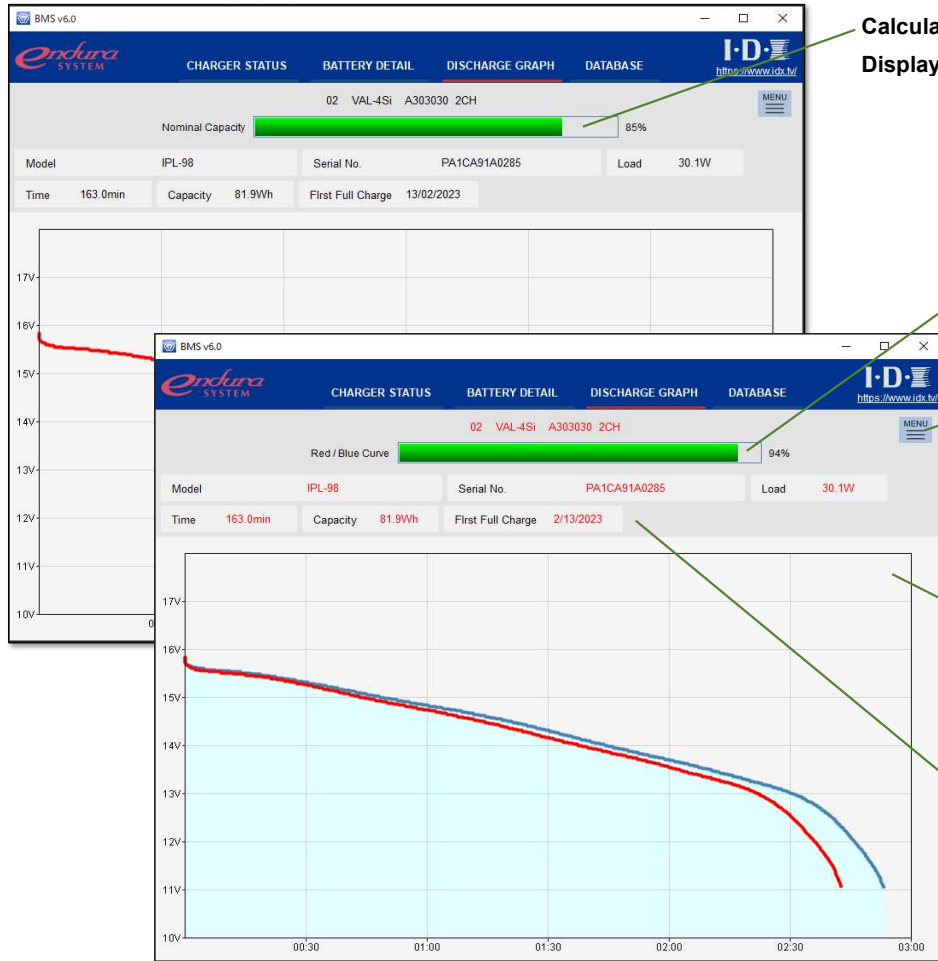 BMS v6.0
Calcula
Display
Endura
SYSTEM
CHARGER STATUS BATTERY DETAIL DISCHARGE GRAPH DATABASE
I·D·X
https://www.idx.tv/
02 VAL-4Si A303030 2CH
MENU
Nominal Capacity 85%
Model IPL-98 Serial No. PA1CA91A0285 Load 30.1W
Time 163.0min Capacity 81.9Wh FIrst Full Charge 13/02/2023
17V
16V
15V
14V
13V
12V
11V
10V
0
BMS v6.0
Endura
SYSTEM
CHARGER STATUS BATTERY DETAIL DISCHARGE GRAPH DATABASE
I·D·X
https://www.idx.tv/
02 VAL-4Si A303030 2CH
MENU
Red / Blue Curve 94%
Model IPL-98 Serial No. PA1CA91A0285 Load 30.1W
Time 163.0min Capacity 81.9Wh FIrst Full Charge 2/13/2023
17V
16V
15V
14V
13V
12V
11V
10V
00:30 01:00 01:30 02:00 02:30 03:00